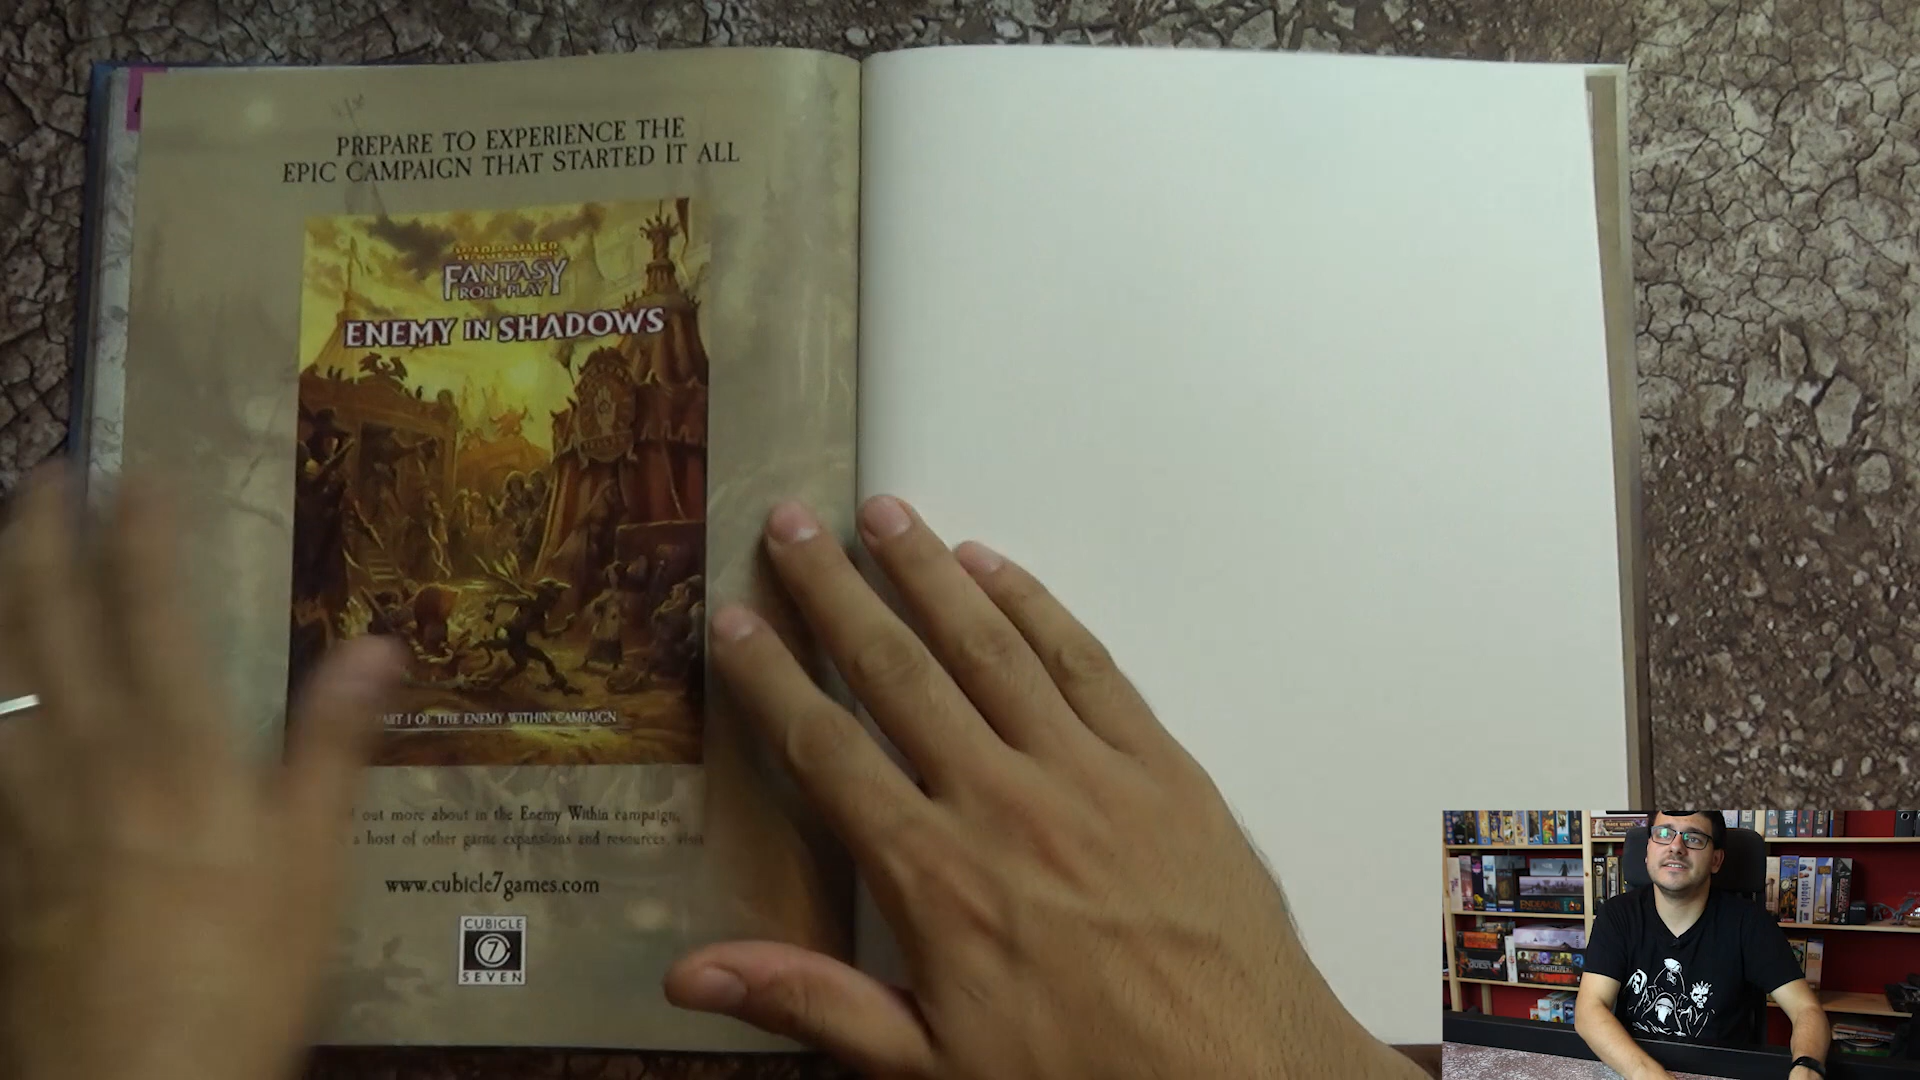 PREPARE TO EXPERIENCE THE
EPIC CAMPAIGN THAT STARTED IT ALL
WARHAMMER
FANTASY
ROLE-PLAY
ENEMY IN SHADOWS
PART I OF THE ENEMY WITHIN CAMPAIGN
out more about in the Enemy Within campaign,
a host of other game expansions and resources, visit
www.cubicle7games.com
CUBICLE
7
SEVEN